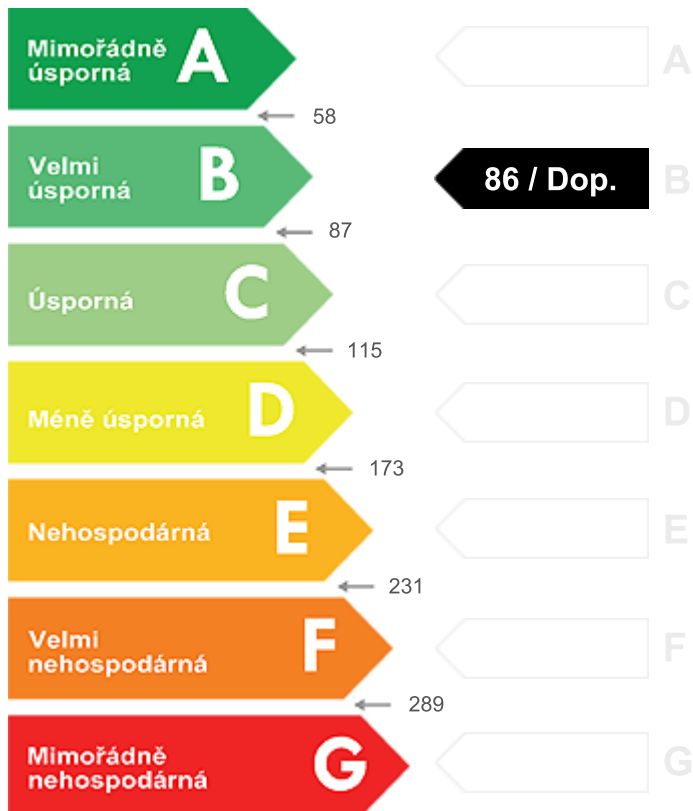 Mimořádně
úsporná
A
A
58
Velmi
úsporná
B
86 / Dop.
B
87
Úsporná
C
C
115
Méně úsporná
D
D
173
Nehospodárná
E
E
231
Velmi
nehospodárná
F
F
289
Mimořádně
nehospodárná
G
G